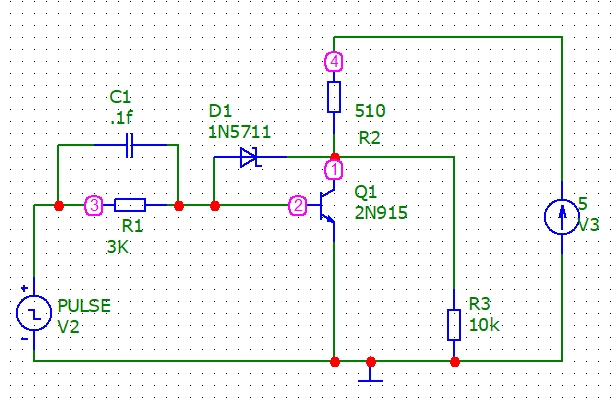 4
C1
.1f
D1
1N5711
510
R2
1
Q1
2N915
3
2
R1
3K
5
V3
+
PULSE
V2
-
R3
10k